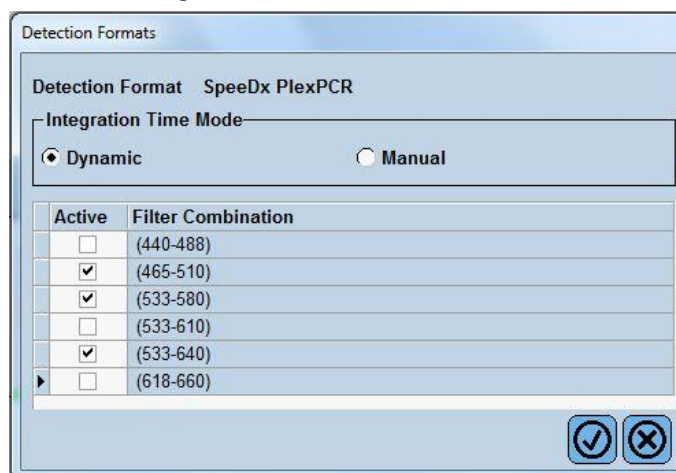 Detection Formats
Detection Format SpeeDx PlexPCR
Integration Time Mode
Dynamic Manual
Active Filter Combination
(440-488)
(465-510)
(533-580)
(533-610)
(533-640)
(618-660)